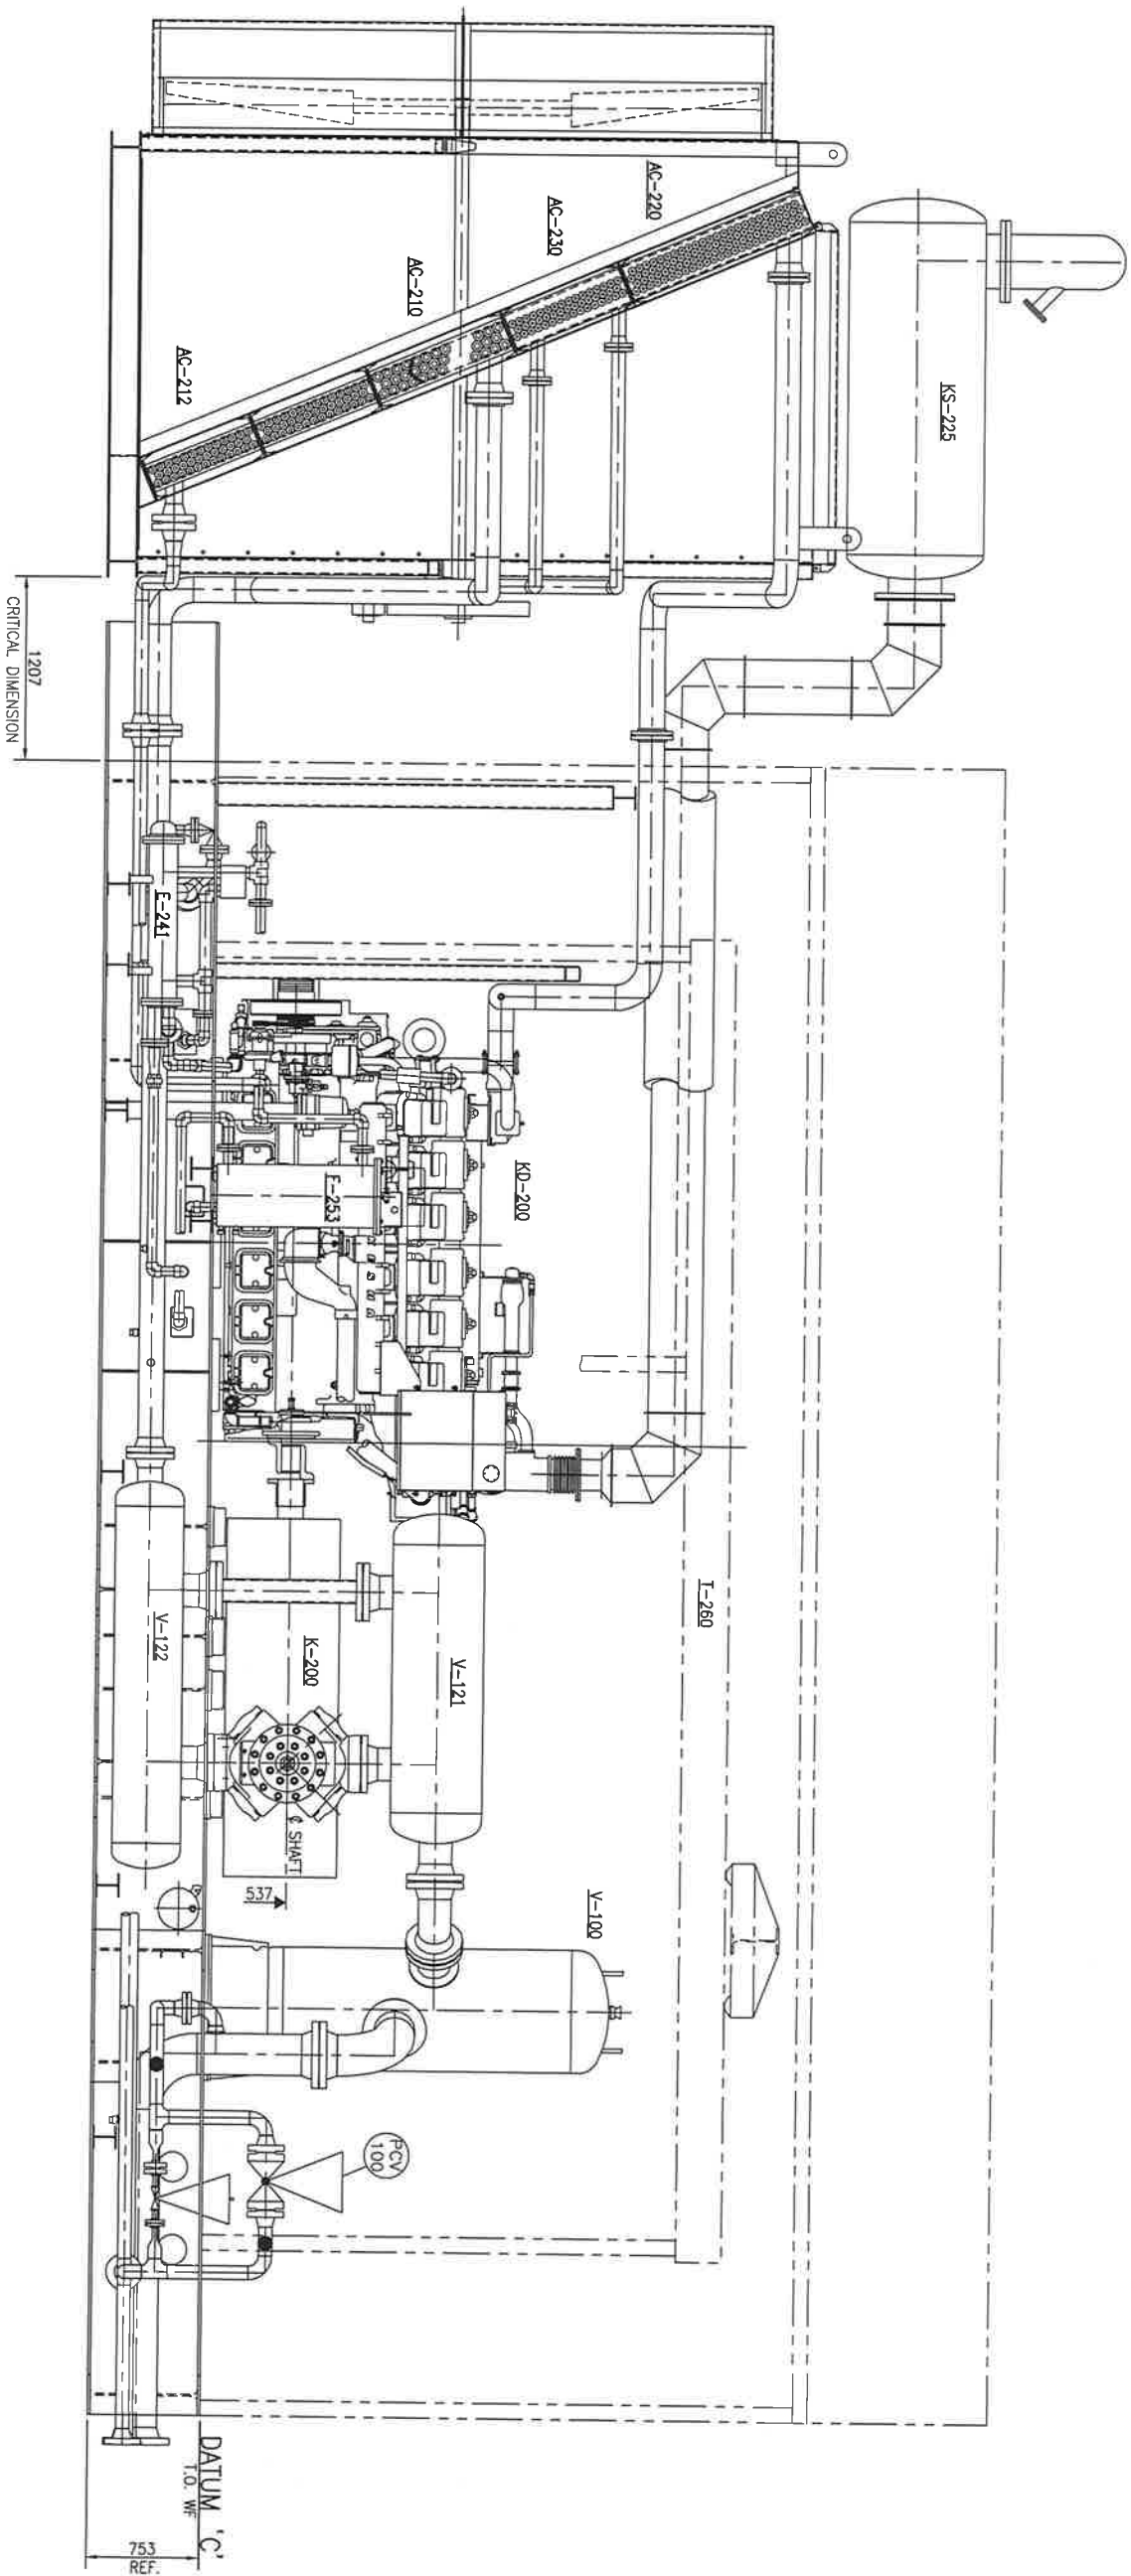 AC-220
AC-230
AC-210
AC-212
KS-225
1207
CRITICAL DIMENSION
E-241
KD-200
E-253
T-260
V-122
K-200
V-121
℄ SHAFT
537
V-100
PCV
100
DATUM 'C'
T.O. WF
753
REF.